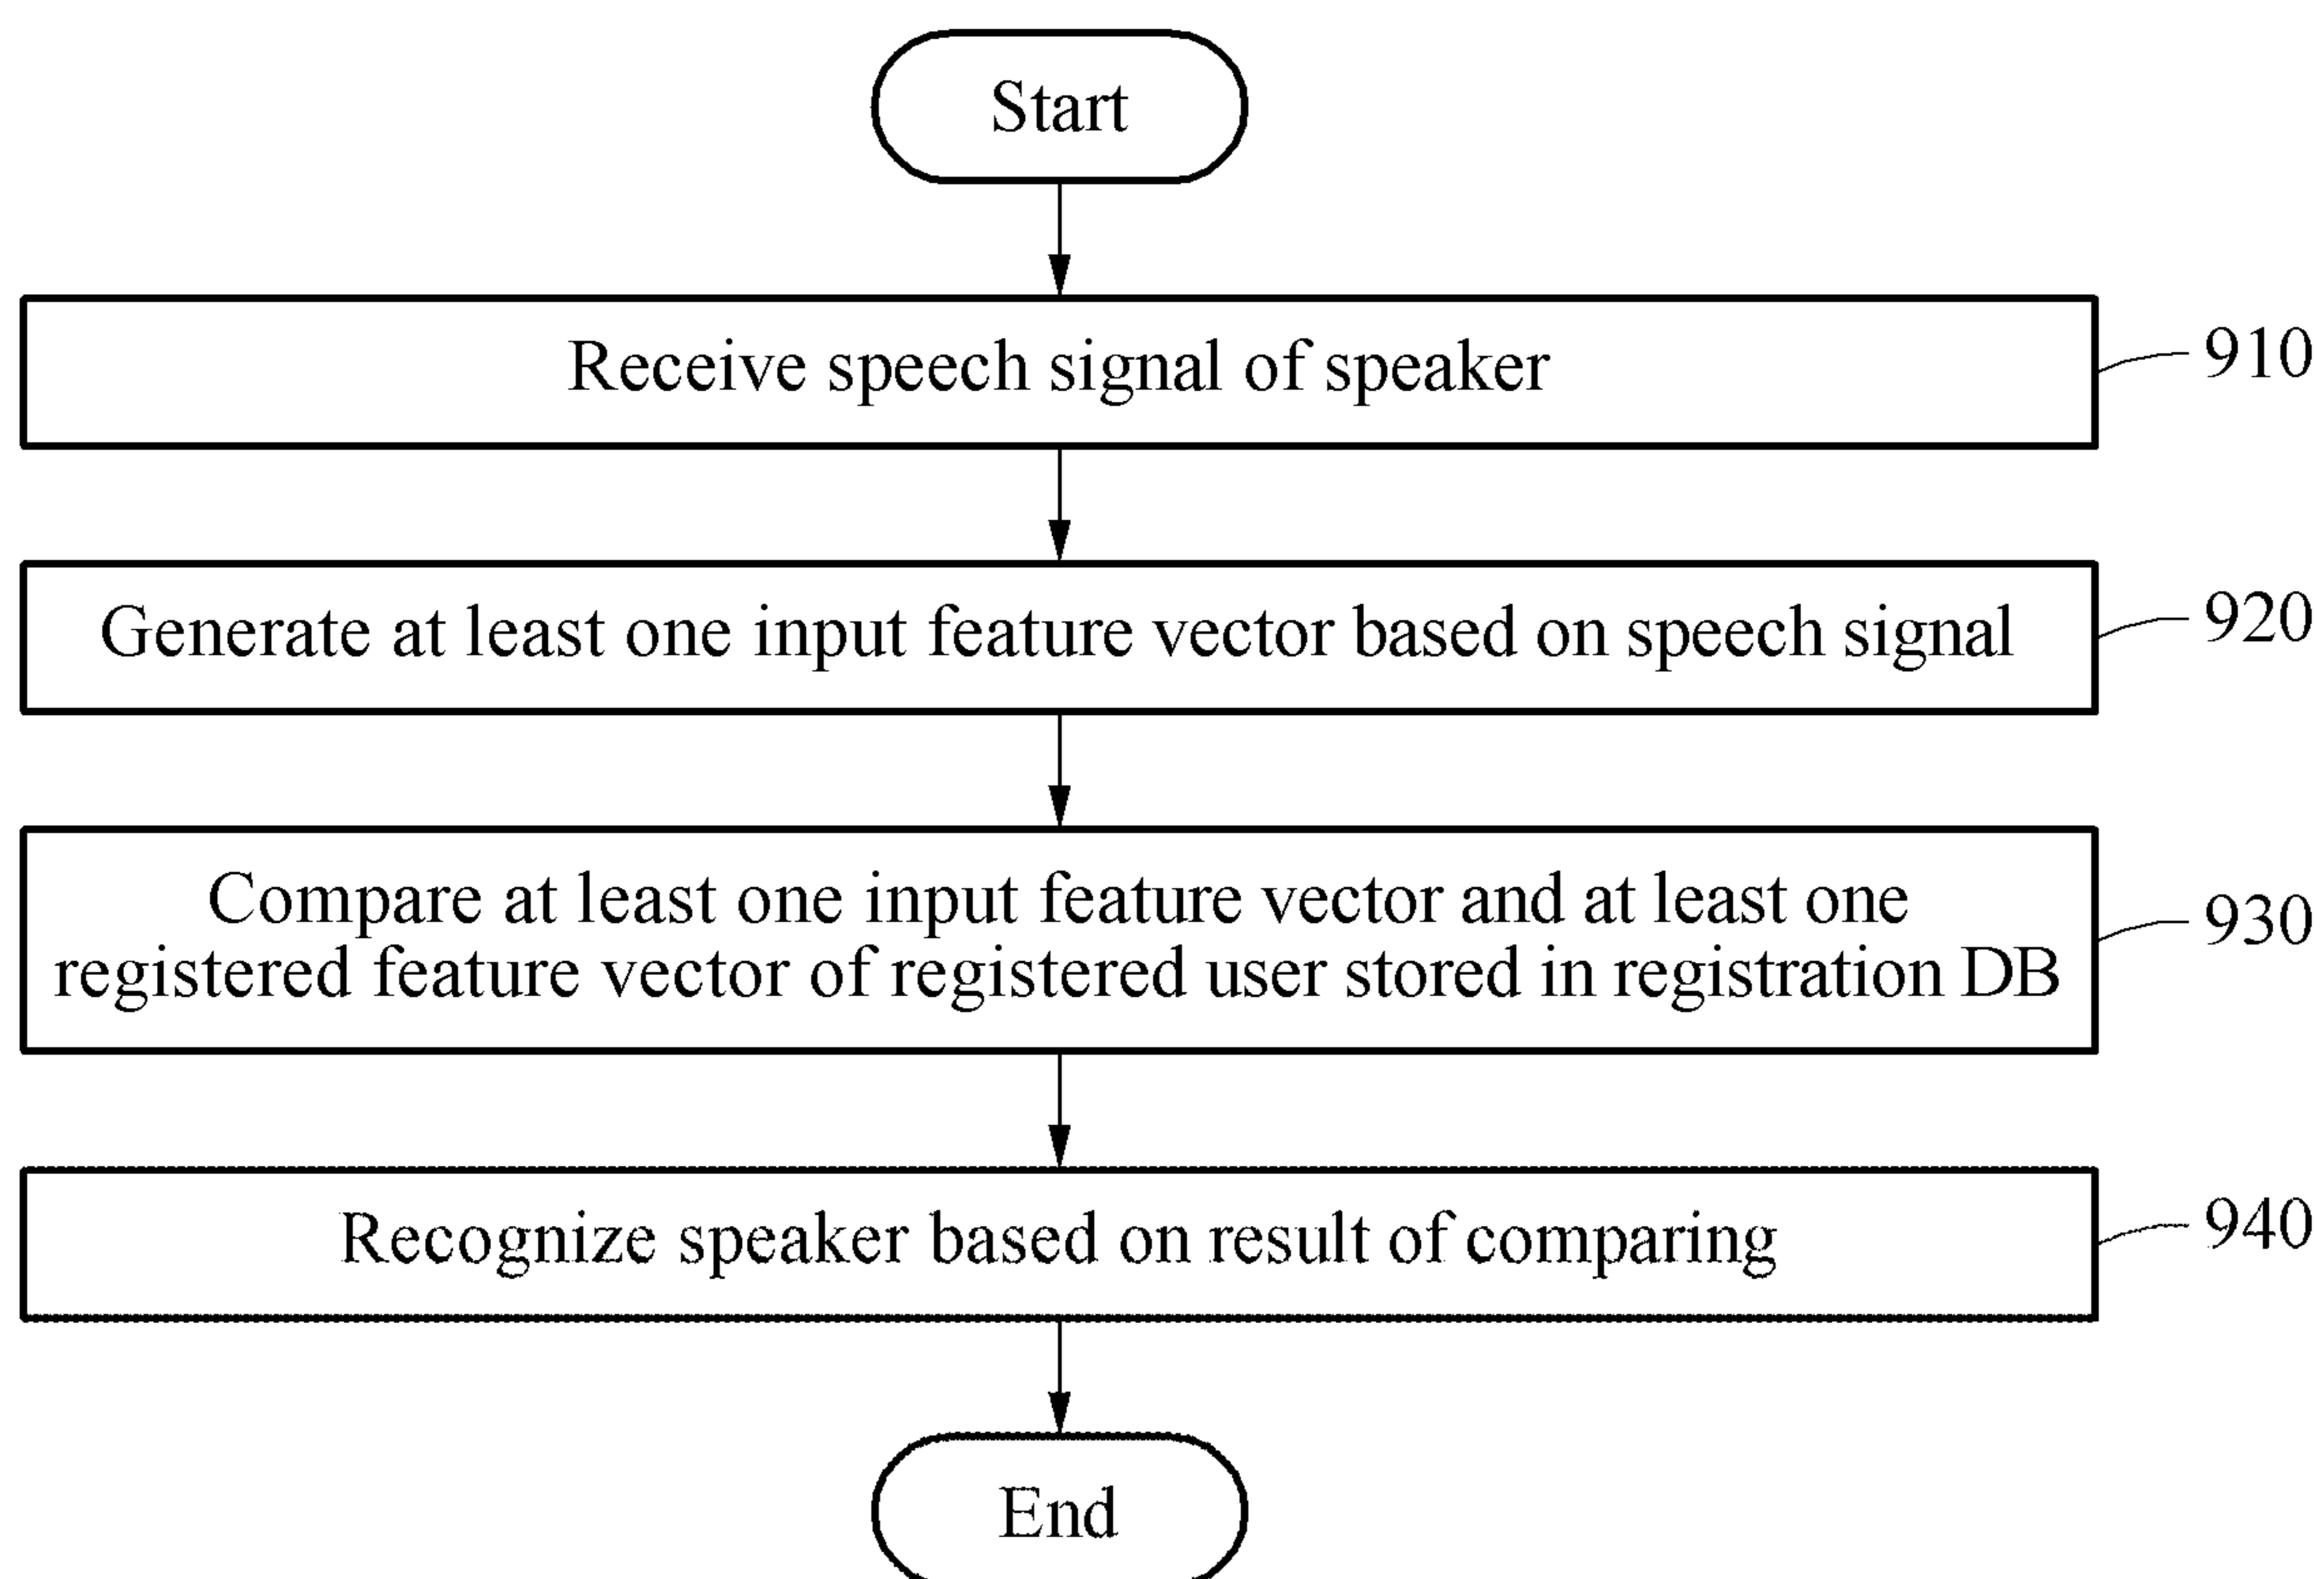 Start
Receive speech signal of speaker
910
Generate at least one input feature vector based on speech signal
920
Compare at least one input feature vector and at least one
registered feature vector of registered user stored in registration DB
930
Recognize speaker based on result of comparing
940
End